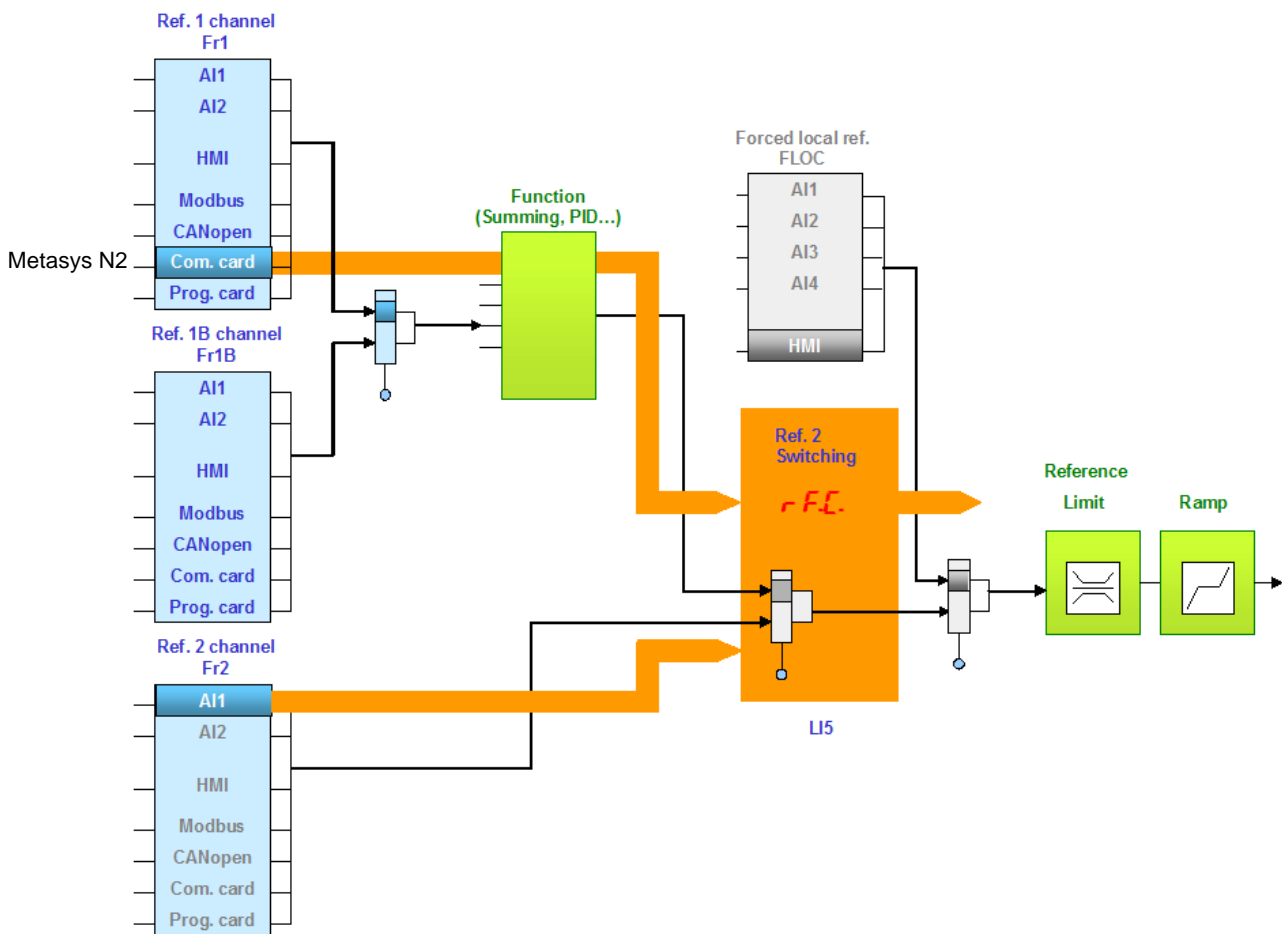 Ref. 1 channel
Fr1
AI1
AI2
HMI
Modbus
CANopen
Metasys N2
Com. card
Prog. card
Ref. 1B channel
Fr1B
AI1
AI2
HMI
Modbus
CANopen
Com. card
Prog. card
Ref. 2 channel
Fr2
AI1
AI2
HMI
Modbus
CANopen
Com. card
Prog. card
Function
(Summing, PID...)
Forced local ref.
FLOC
AI1
AI2
AI3
AI4
HMI
Ref. 2
Switching
rF.C.
LI5
Reference
Limit
Ramp